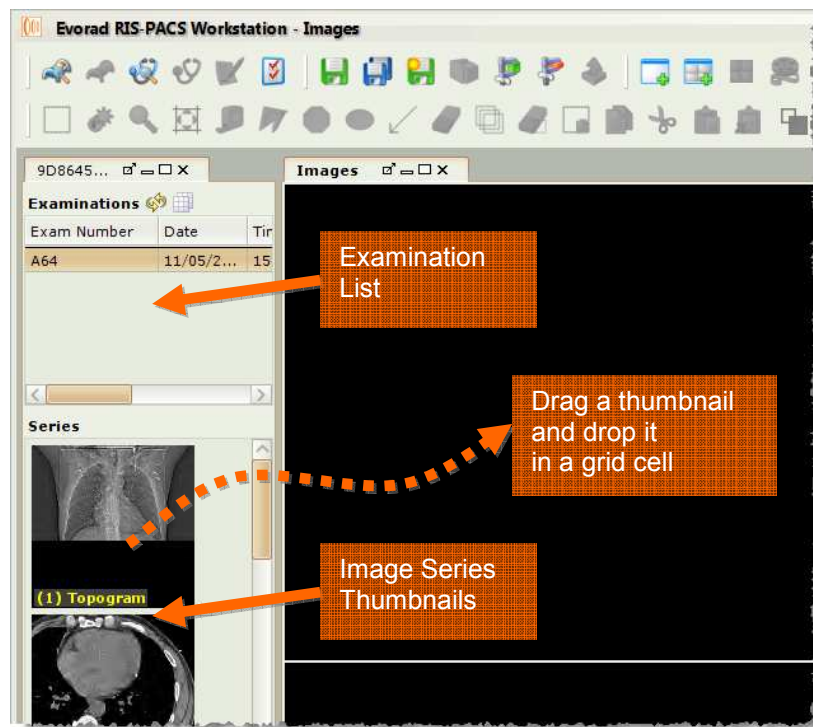 Evorad RIS-PACS Workstation - Images
9D8645...
Images
Examinations
Exam Number Date Tir
A64 11/05/2... 15
Examination
List
Drag a thumbnail
and drop it
in a grid cell
Series
(1) Topogram
Image Series
Thumbnails